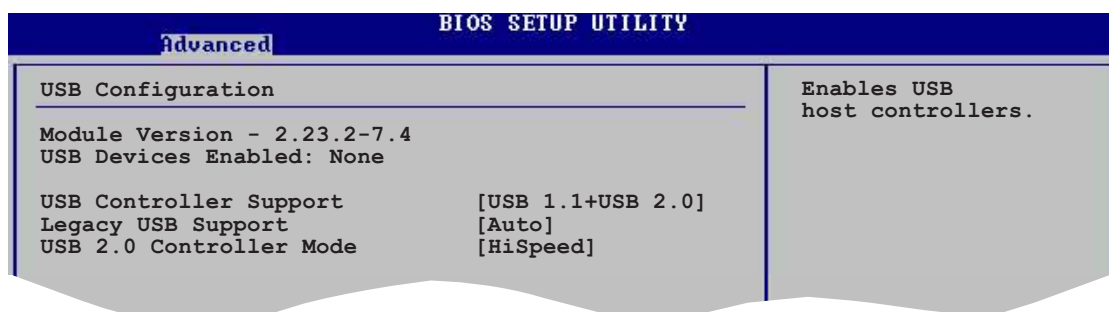 BIOS SETUP UTILITY
Advanced
USB Configuration
Module Version - 2.23.2-7.4
USB Devices Enabled: None
USB Controller Support [USB 1.1+USB 2.0]
Legacy USB Support [Auto]
USB 2.0 Controller Mode [HiSpeed]
Enables USB
host controllers.